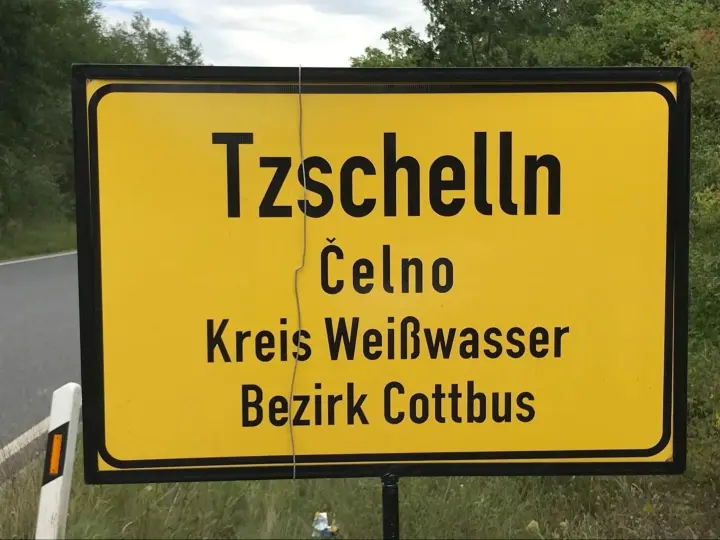 Tzschelln
Čelno
Kreis Weißwasser
Bezirk Cottbus